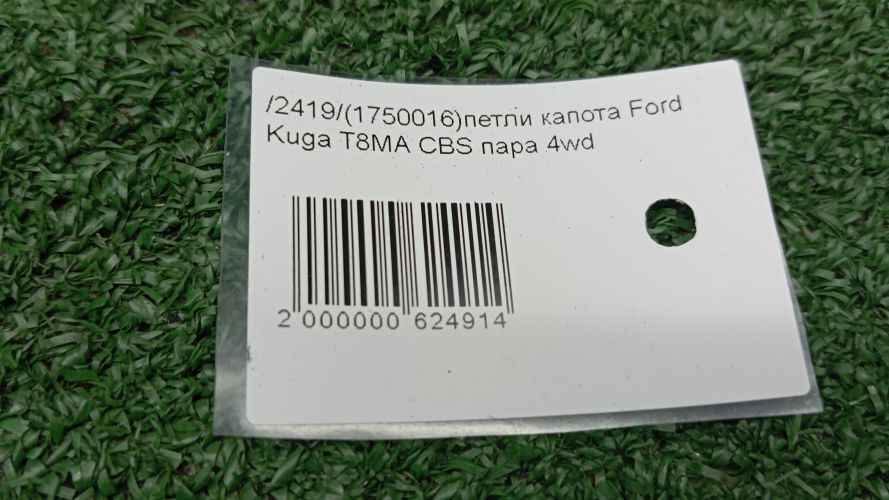 /2419/(1750016)петли капота Ford
Kuga T8MA CBS пара 4wd
2 000000 624914